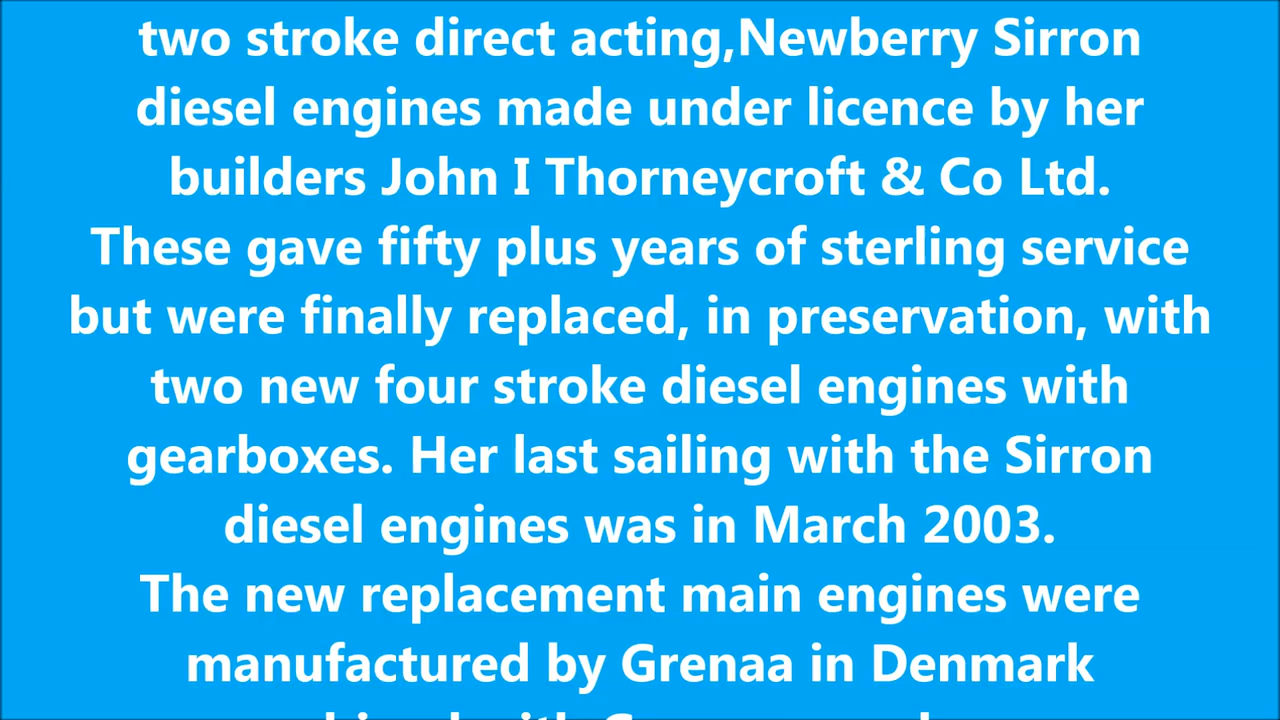 two stroke direct acting,Newberry Sirron
diesel engines made under licence by her
builders John I Thorneycroft & Co Ltd.
These gave fifty plus years of sterling service
but were finally replaced, in preservation, with
two new four stroke diesel engines with
gearboxes. Her last sailing with the Sirron
diesel engines was in March 2003.
The new replacement main engines were
manufactured by Grenaa in Denmark